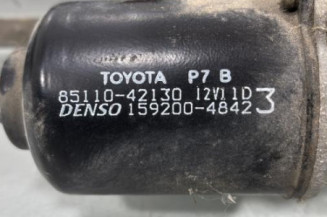 TOYOTA P7 B
85110-42130 12V11D
DENSO 159200-4842 3